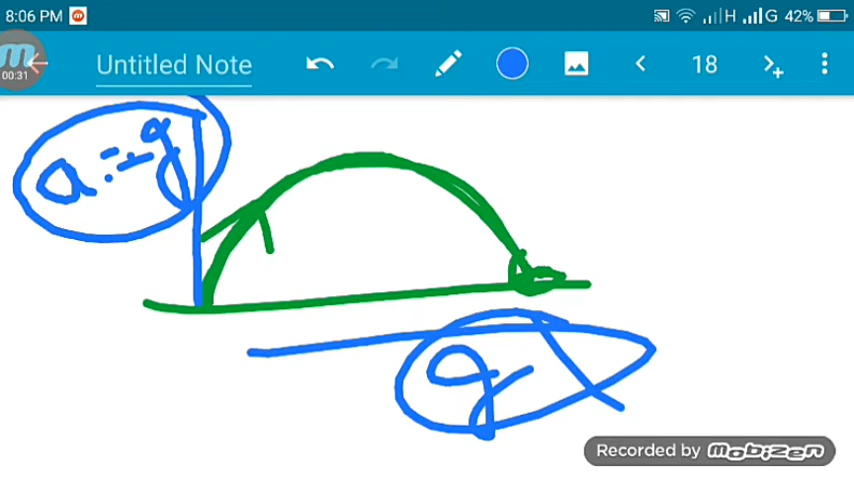 8:06 PM H G 42%
00:31 Untitled Note 18
a = -g
g
Recorded by mobizen